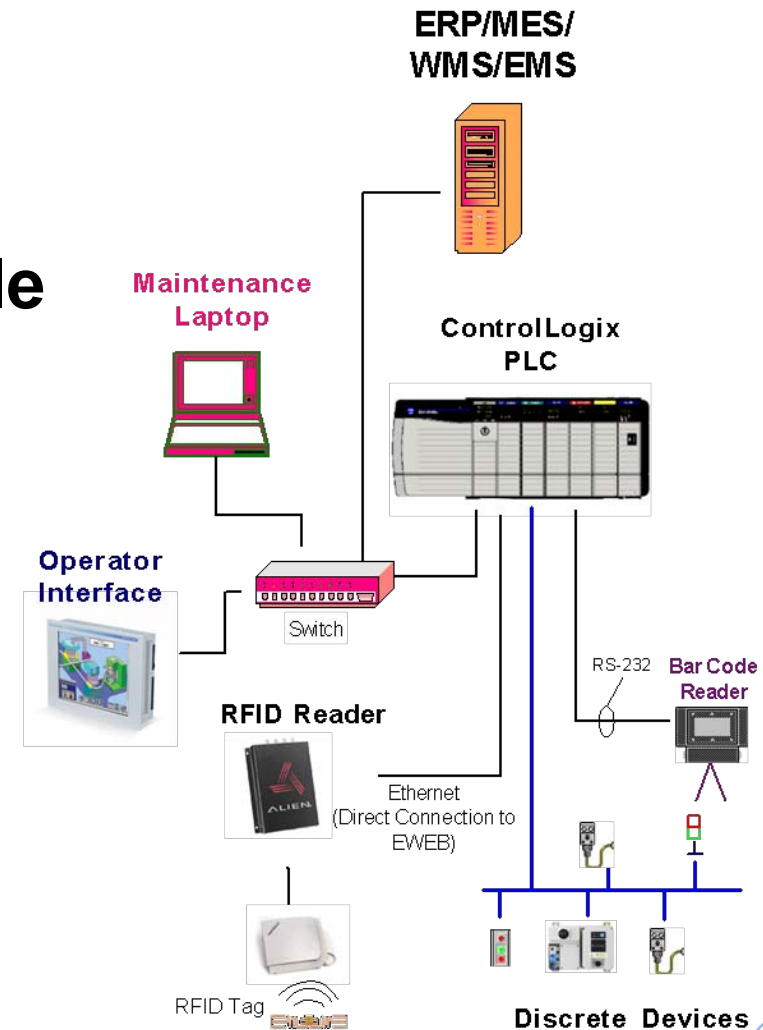 ERP/MES/
WMS/EMS
le
Maintenance
Laptop
ControlLogix
PLC
Operator
Interface
Switch
RS-232
Bar Code
Reader
RFID Reader
ALIEN
Ethernet
(Direct Connection to
EWEB)
RFID Tag
Discrete Devices